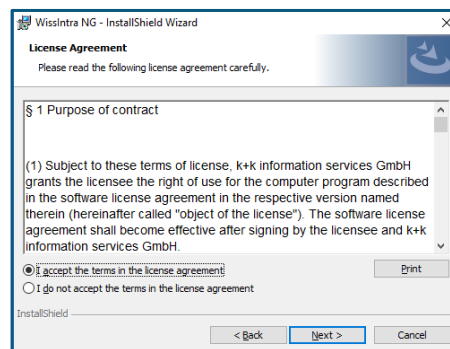 WissIntra NG - InstallShield Wizard
License Agreement
Please read the following license agreement carefully.
§ 1 Purpose of contract
(1) Subject to these terms of license, k+k information services GmbH
grants the licensee the right of use for the computer program described
in the software license agreement in the respective version named
therein (hereinafter called "object of the license"). The software license
agreement shall become effective after signing by the licensee and k+k
information services GmbH.
I accept the terms in the license agreement
Print
I do not accept the terms in the license agreement
InstallShield
< Back
Next >
Cancel